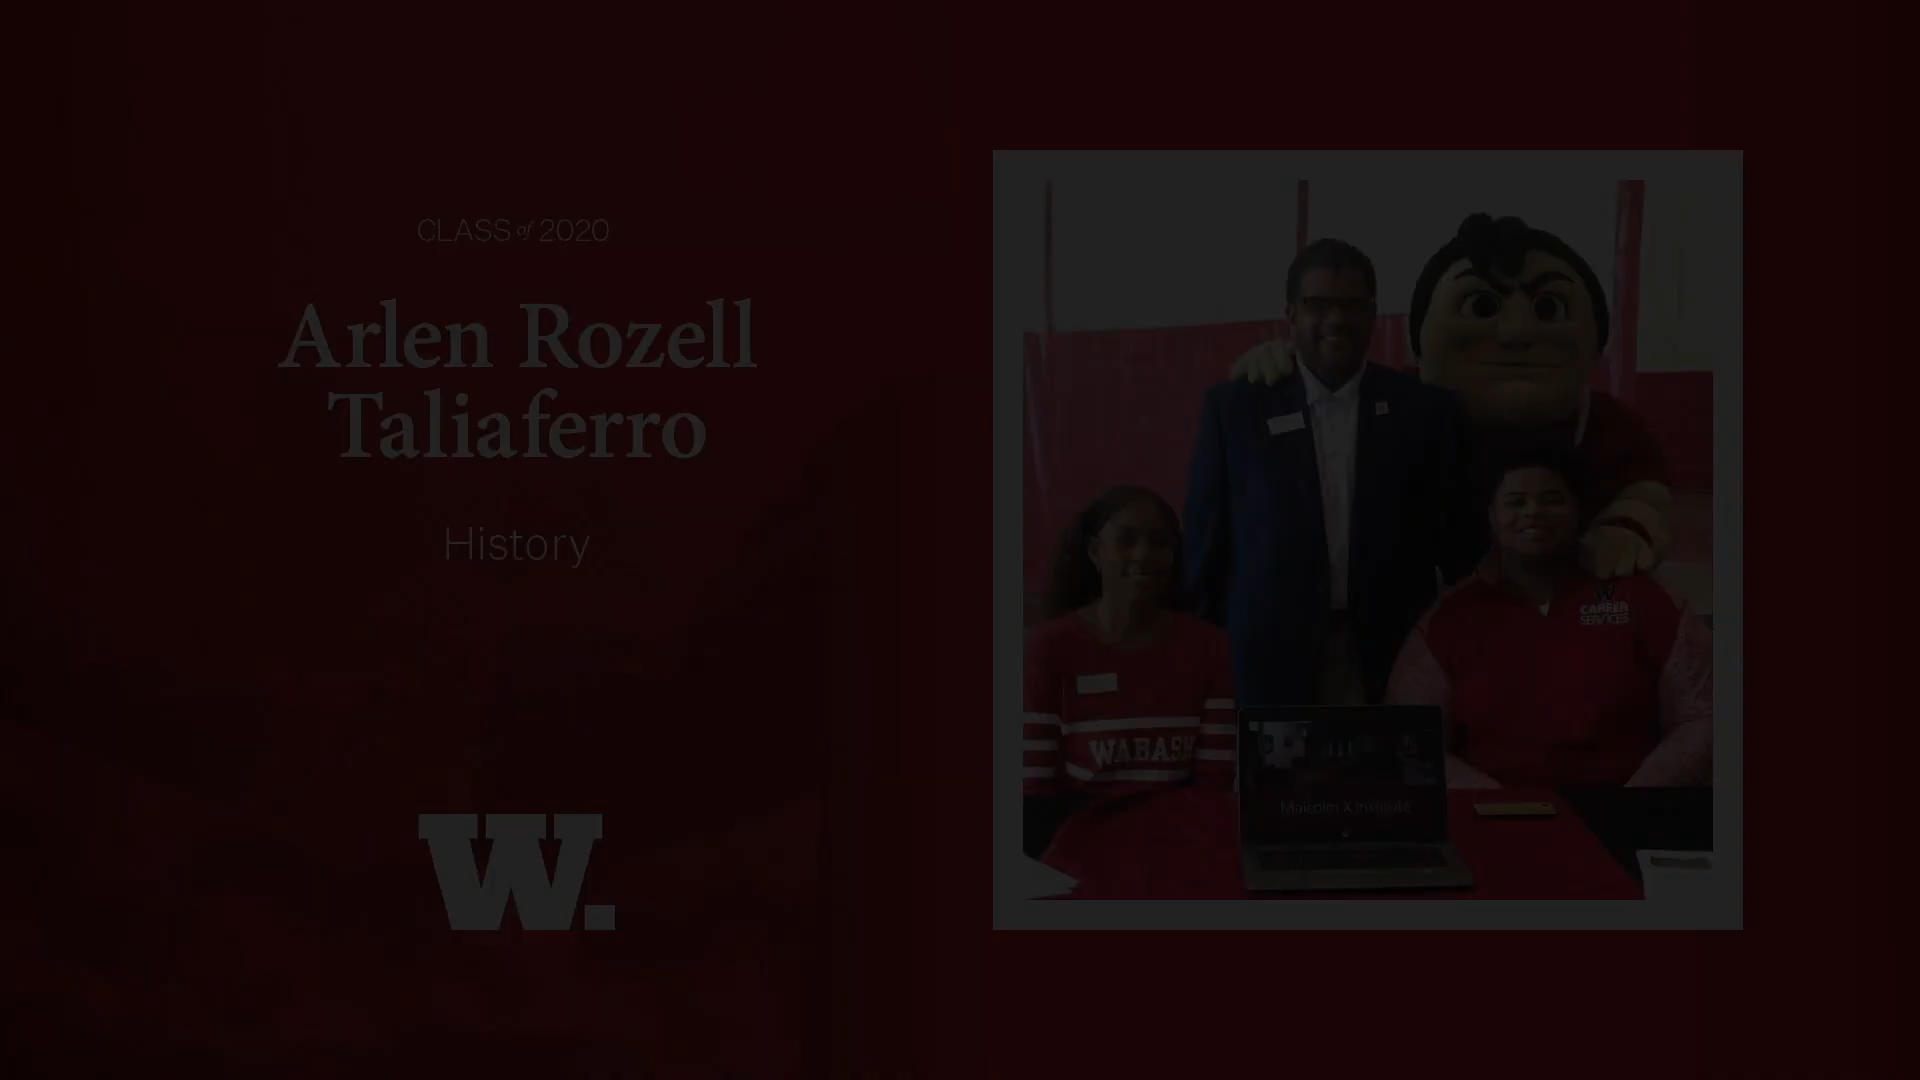 CLASS of 2020
Arlen Rozell
Taliaferro
History
W.
CAREER
SERVICES
WABASH
Malcolm X Institute